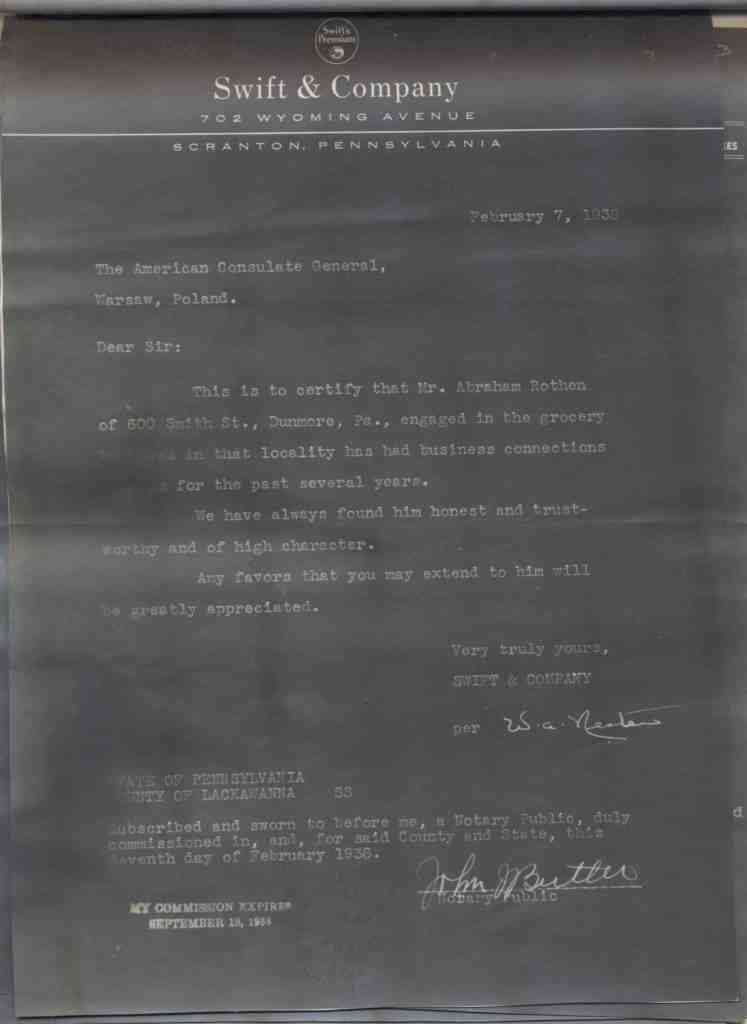 Swift's
Premium
Swift & Company
702 WYOMING AVENUE
SCRANTON, PENNSYLVANIA
ES
February 7, 1938
The American Consulate General,
Warsaw, Poland.
Dear Sir:
This is to certify that Mr. Abraham Rothen
of 600 Smith St., Dunmore, Pa., engaged in the grocery
in that locality has had business connections
for the past several years.
We have always found him honest and trust-
worthy and of high character.
Any favors that you may extend to him will
be greatly appreciated.
Very truly yours,
SWIFT & COMPANY
per W. A.
STATE OF PENNSYLVANIA
COUNTY OF LACKAWANNA SS
Subscribed and sworn to before me, a Notary Public, duly
commissioned in, and, for said County and State, this
Seventh day of February 1938.
John J Butler
Notary Public
MY COMMISSION EXPIRES
SEPTEMBER 18, 1938
d